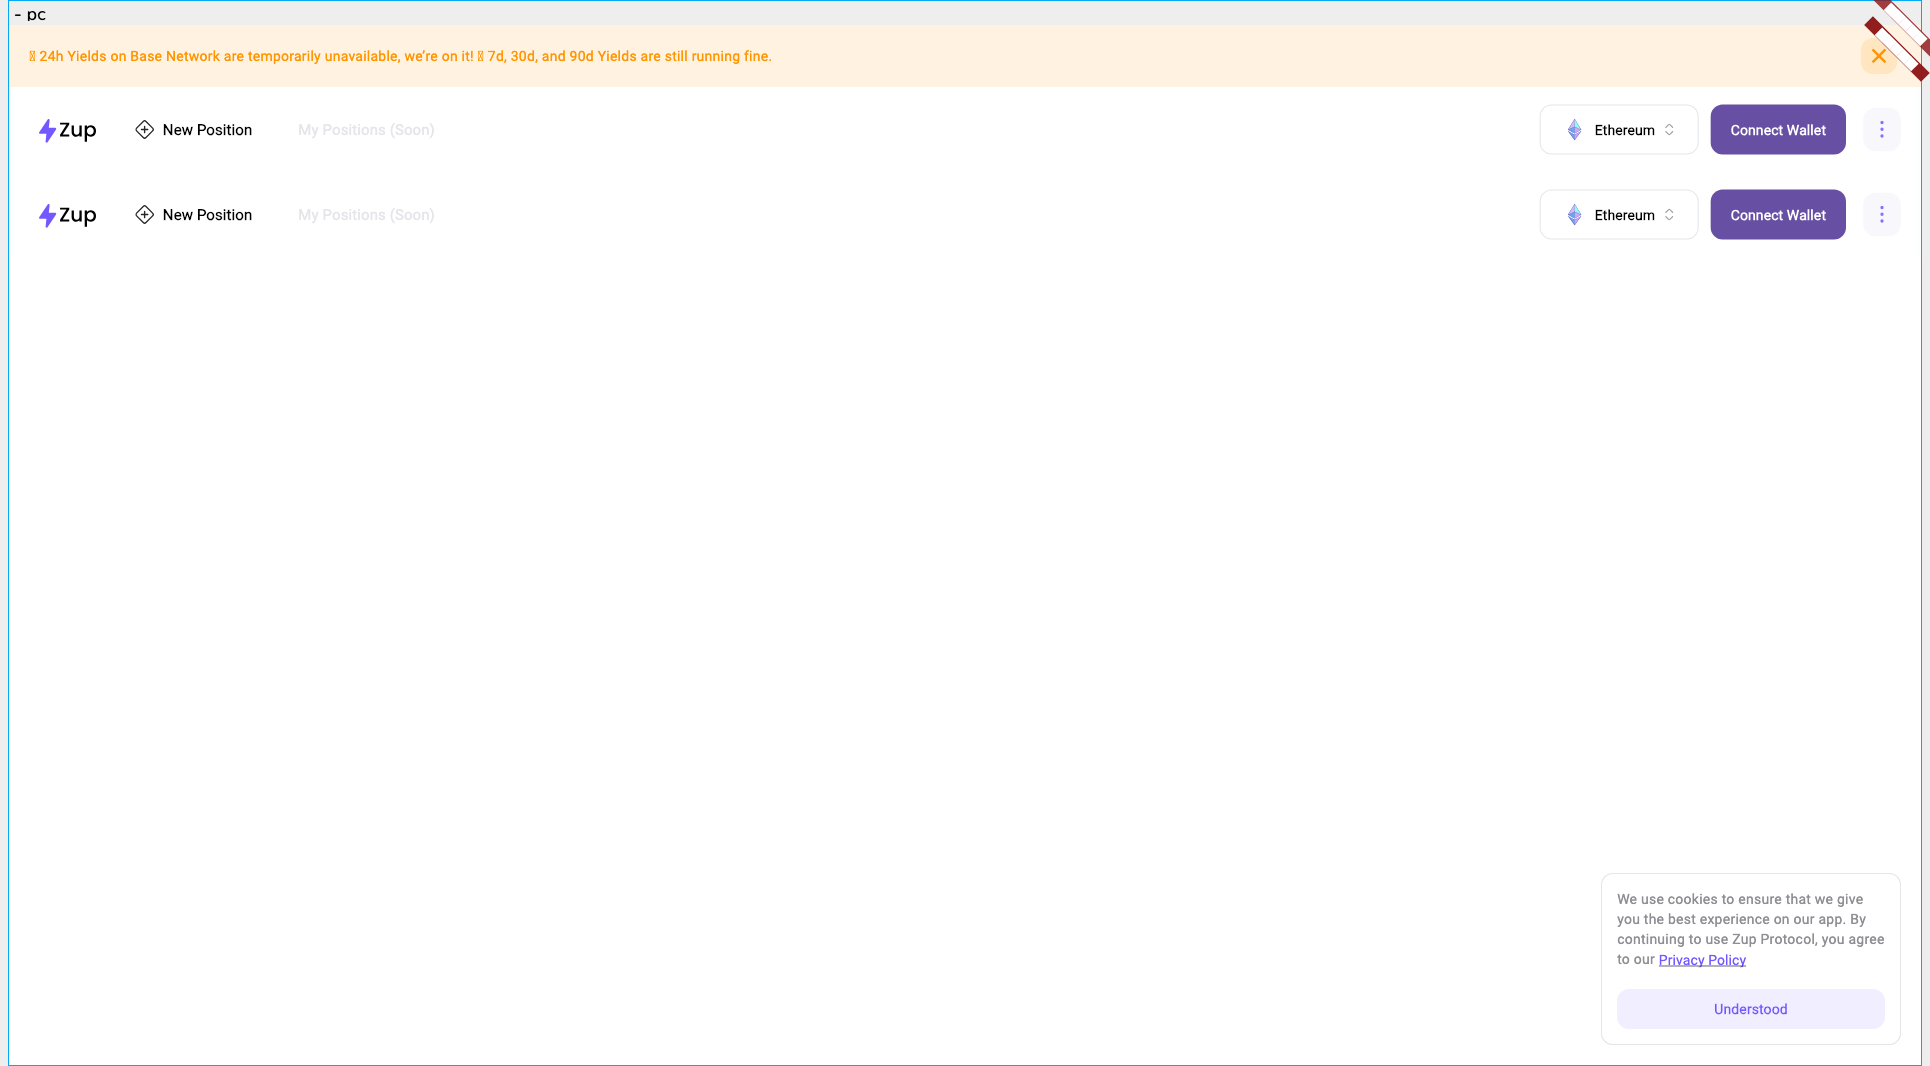 - pc
24h Yields on Base Network are temporarily unavailable, we're on it! 7d, 30d, and 90d Yields are still running fine.
Zup New Position My Positions (Soon) Ethereum Connect Wallet
Zup New Position My Positions (Soon) Ethereum Connect Wallet
We use cookies to ensure that we give
you the best experience on our app. By
continuing to use Zup Protocol, you agree
to our Privacy Policy
Understood